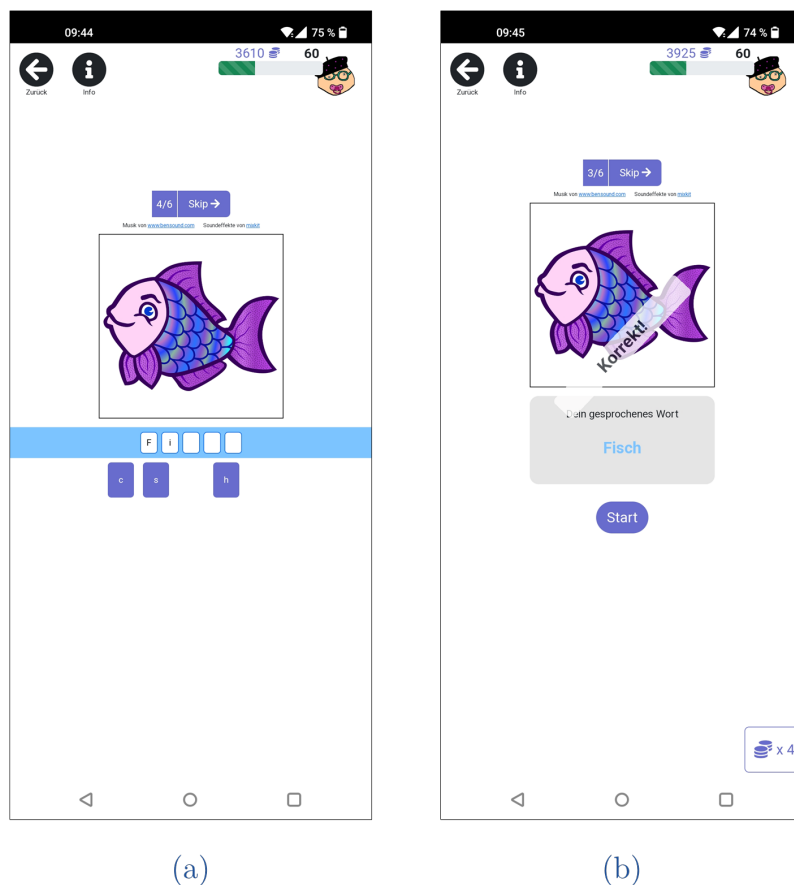 09:44
75 %
3610
60
Zurück
Info
4/6
Skip
Musik von www.bensound.com Soundeffekte von mixkit
F
i
c
s
h
(a)
09:45
74 %
3925
60
Zurück
Info
3/6
Skip
Musik von www.bensound.com Soundeffekte von mixkit
Korrekt!
Dein gesprochenes Wort
Fisch
Start
x 4
(b)